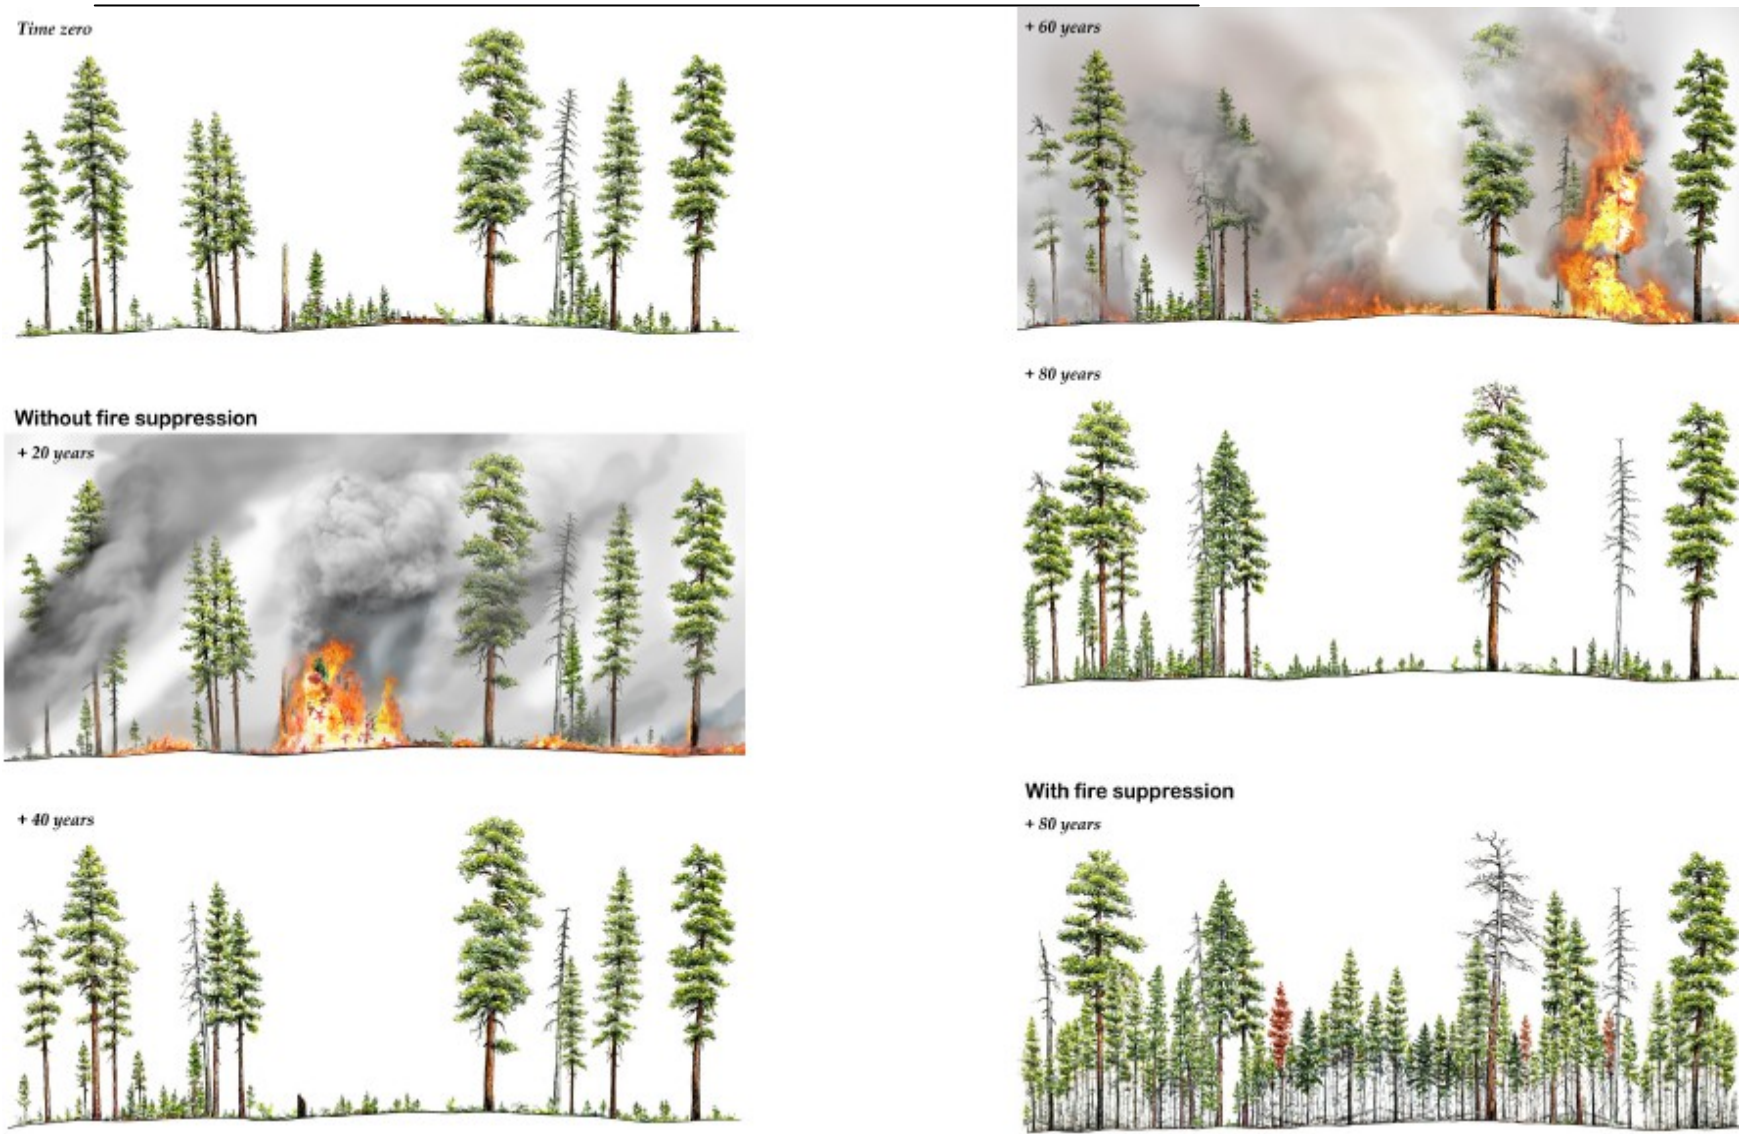 Time zero
Without fire suppression
+ 20 years
+ 40 years
+ 60 years
+ 80 years
With fire suppression
+ 80 years